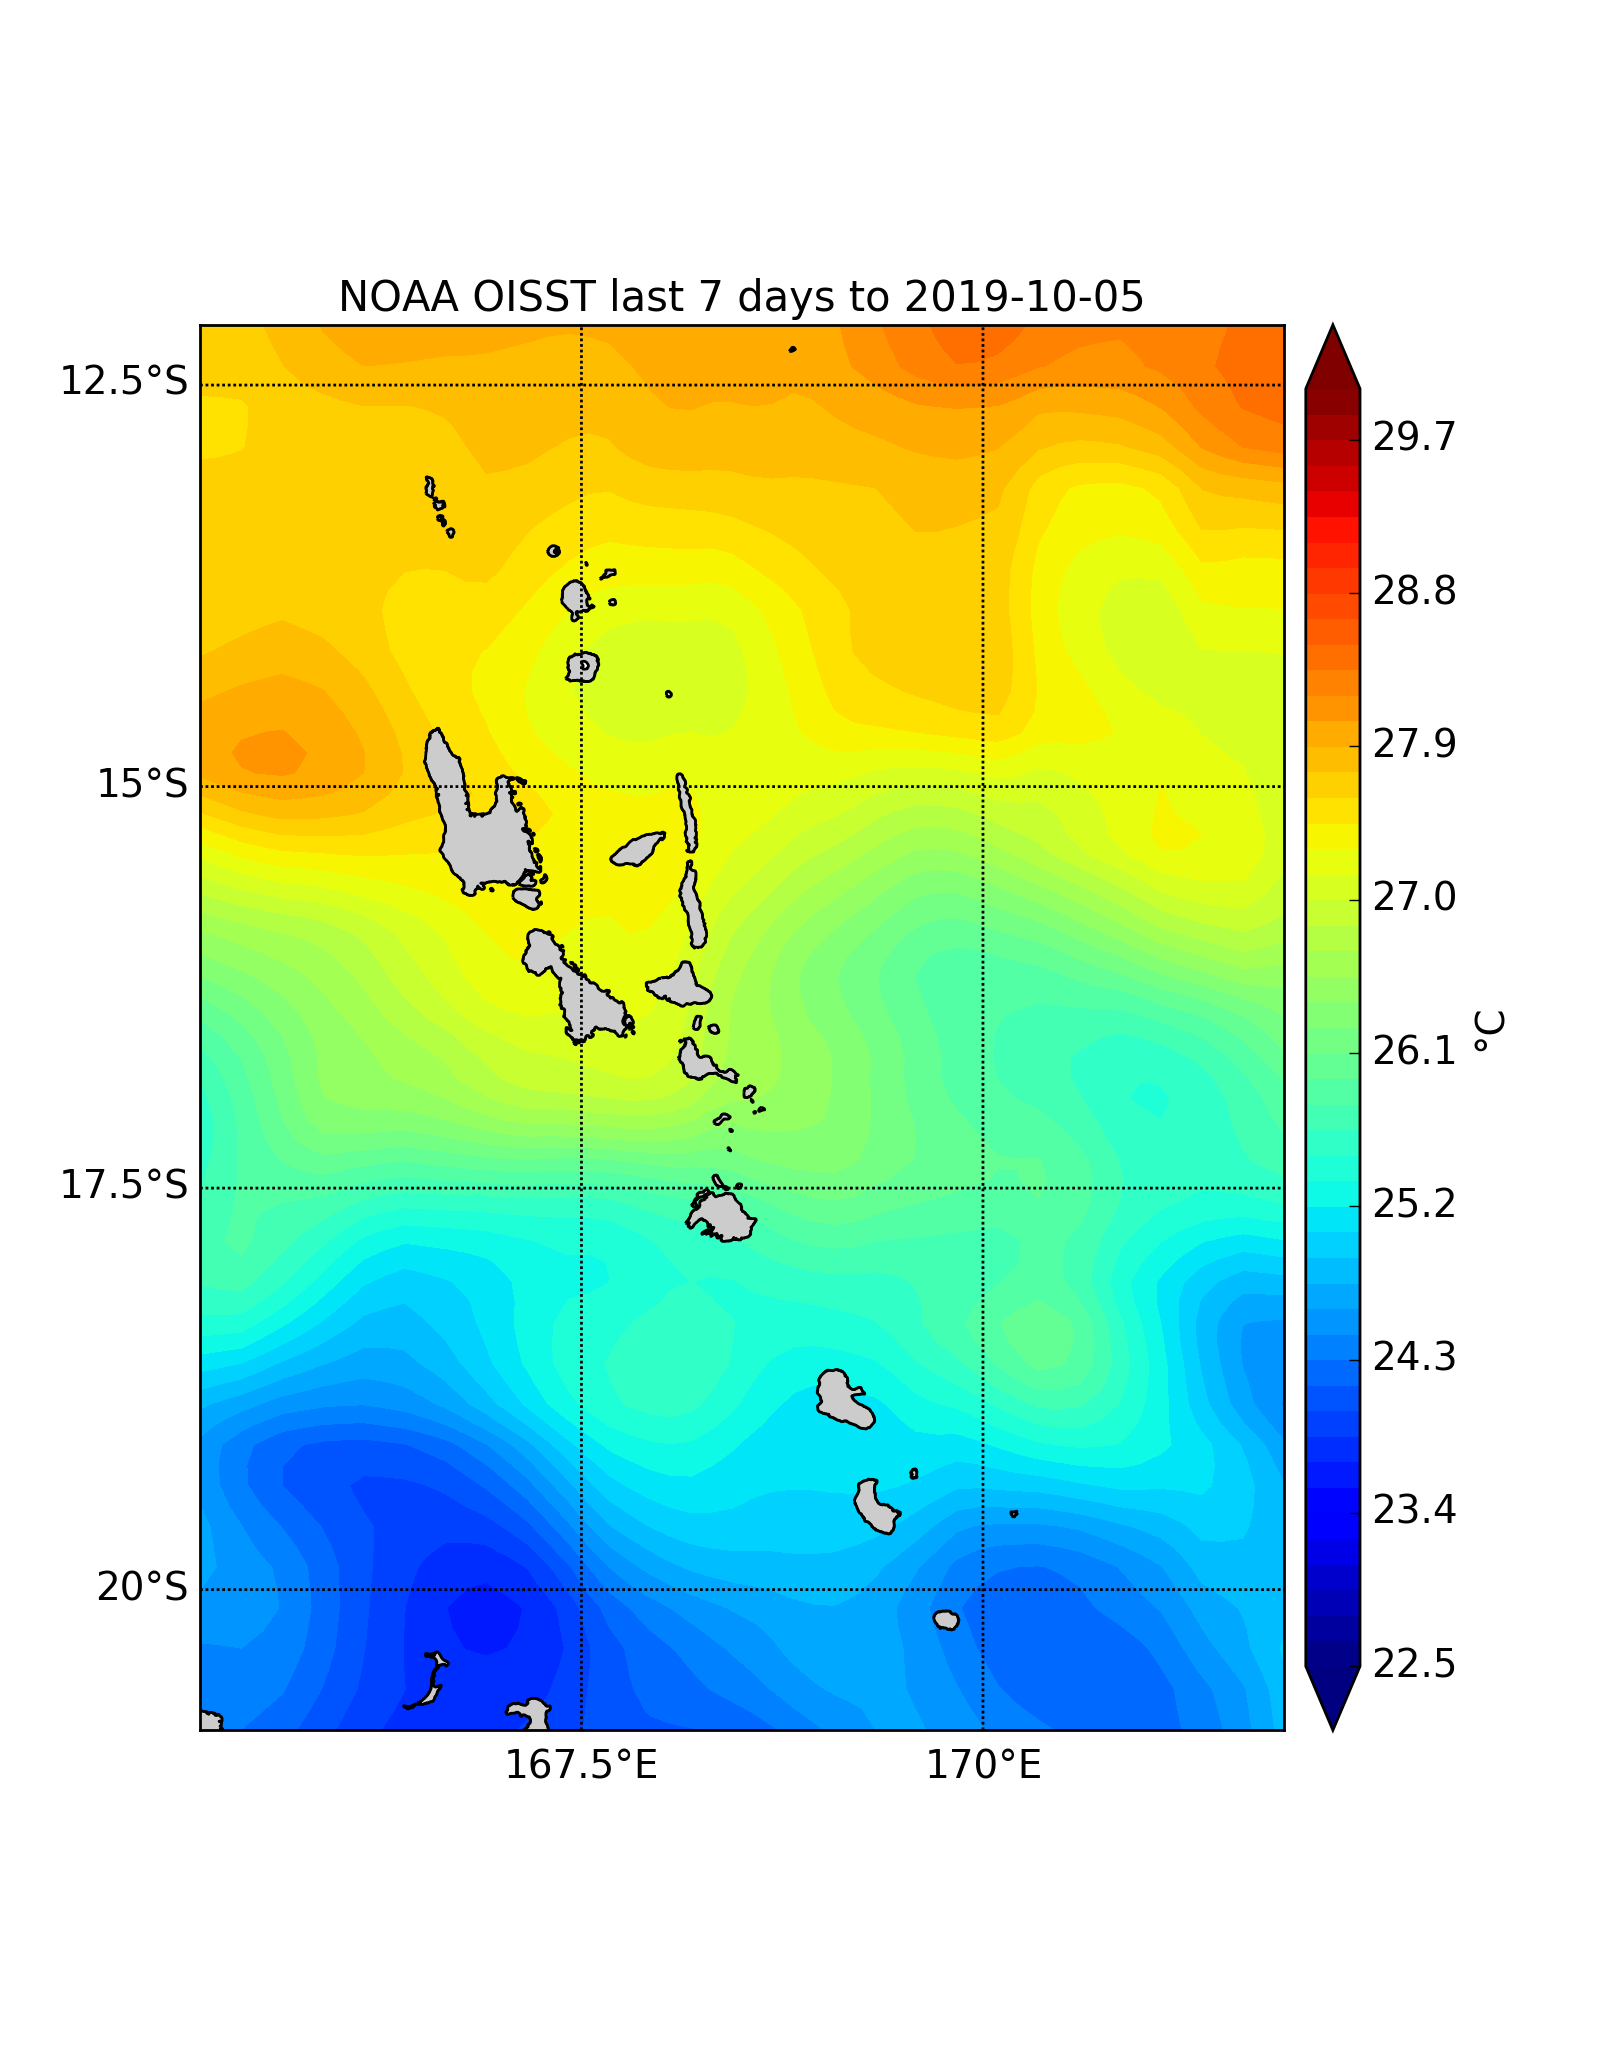 NOAA OISST last 7 days to 2019-10-05
12.5°S
15°S
17.5°S
20°S
167.5°E
170°E
29.7
28.8
27.9
27.0
26.1
25.2
24.3
23.4
22.5
°C